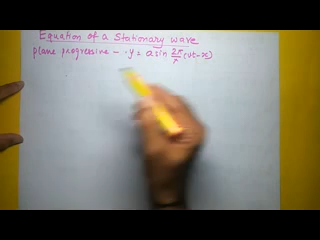 Equation of a Stationary wave
plane progressive - y = a sin 2π/λ (vt-x)